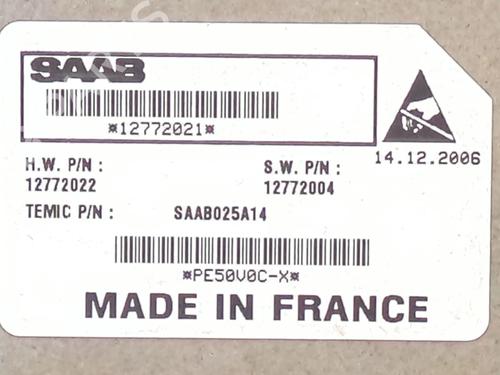 SAAB
*12772021*
14.12.2006
H.W. P/N : S.W. P/N :
12772022 12772004
TEMIC P/N : SAAB025A14
*PE50V0C-X*
MADE IN FRANCE